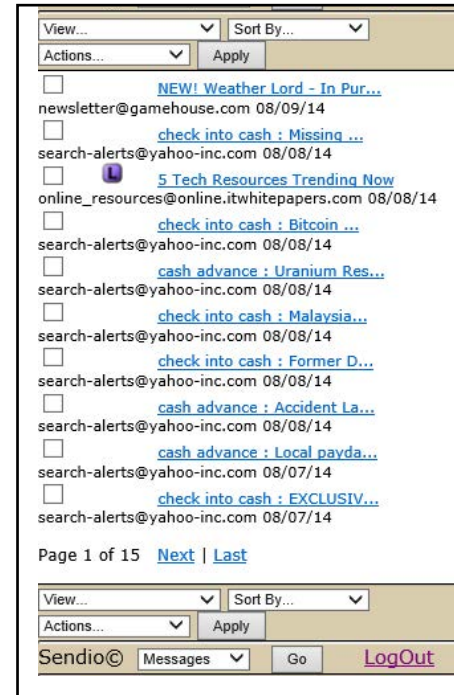 View... Sort By...
Actions... Apply
NEW! Weather Lord - In Pur...
newsletter@gamehouse.com 08/09/14
check into cash : Missing ...
search-alerts@yahoo-inc.com 08/08/14
L 5 Tech Resources Trending Now
online_resources@online.itwhitepapers.com 08/08/14
check into cash : Bitcoin ...
search-alerts@yahoo-inc.com 08/08/14
cash advance : Uranium Res...
search-alerts@yahoo-inc.com 08/08/14
check into cash : Malaysia...
search-alerts@yahoo-inc.com 08/08/14
check into cash : Former D...
search-alerts@yahoo-inc.com 08/08/14
cash advance : Accident La...
search-alerts@yahoo-inc.com 08/08/14
cash advance : Local payda...
search-alerts@yahoo-inc.com 08/07/14
check into cash : EXCLUSIV...
search-alerts@yahoo-inc.com 08/07/14
Page 1 of 15 Next | Last
View... Sort By...
Actions... Apply
Sendio© Messages Go LogOut